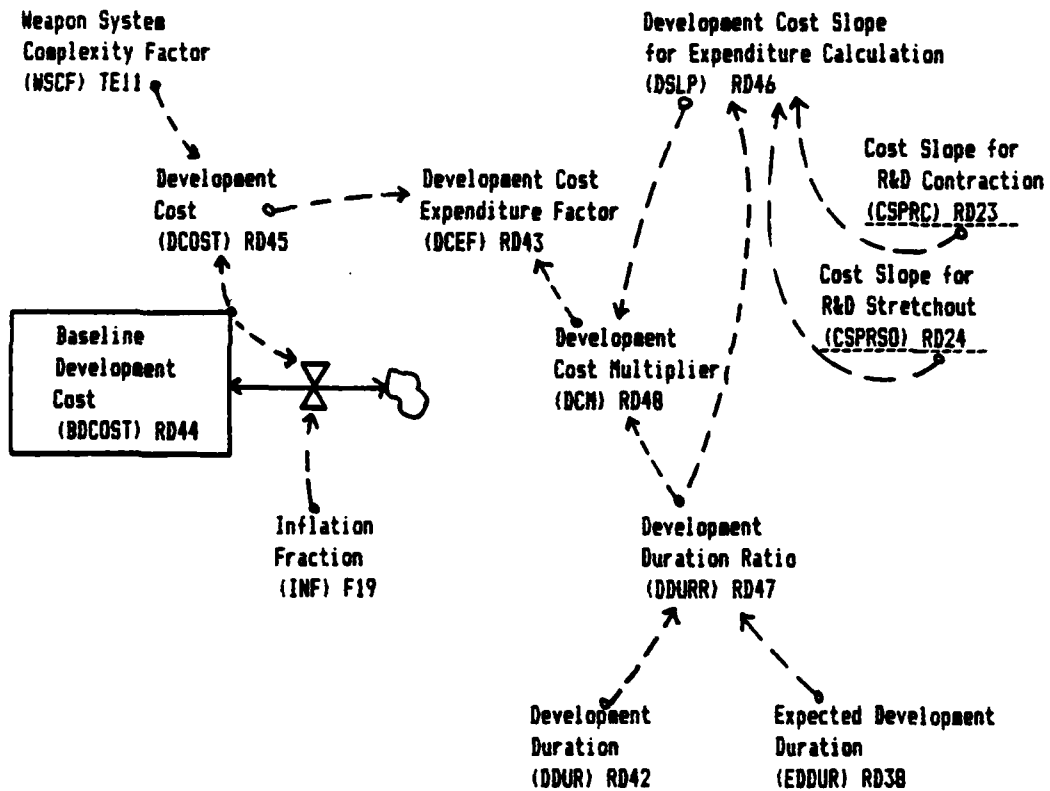 Weapon System
Complexity Factor
(WSCF) TE11
Development Cost Slope
for Expenditure Calculation
(DSLP) RD46
Cost Slope for
R&D Contraction
(CSPRC) RD23
Development
Cost
(DCOST) RD45
Development Cost
Expenditure Factor
(DCEF) RD43
Cost Slope for
R&D Stretchout
(CSPRSO) RD24
Baseline
Development
Cost
(BDCOST) RD44
Development
Cost Multiplier
(DCM) RD48
Inflation
Fraction
(INF) F19
Development
Duration Ratio
(DDURR) RD47
Development
Duration
(DDUR) RD42
Expected Development
Duration
(EDDUR) RD38